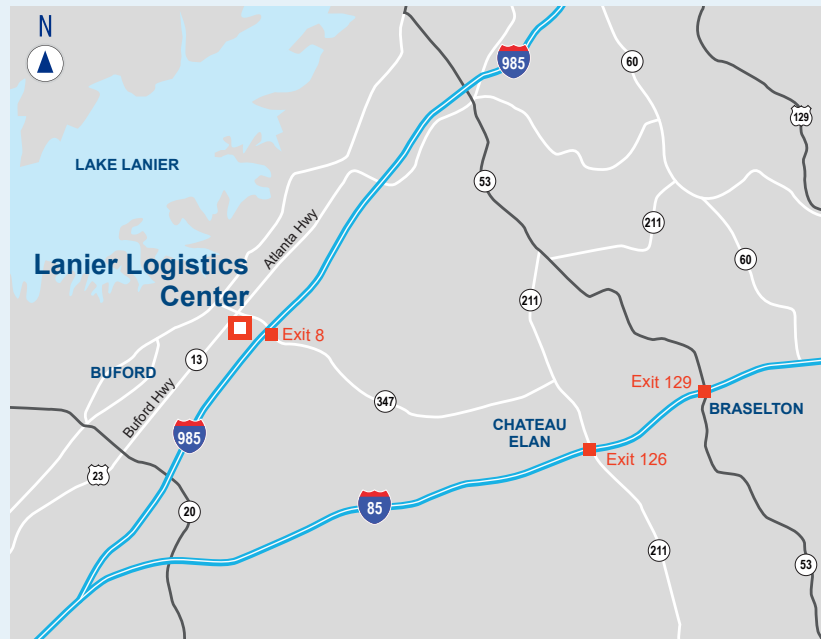 N
985
60
129
LAKE LANIER
53
211
Atlanta Hwy
Lanier Logistics
Center
60
211
Exit 8
13
BUFORD
Exit 129
BRASELTON
347
Buford Hwy
CHATEAU
ELAN
985
Exit 126
23
85
20
211
53